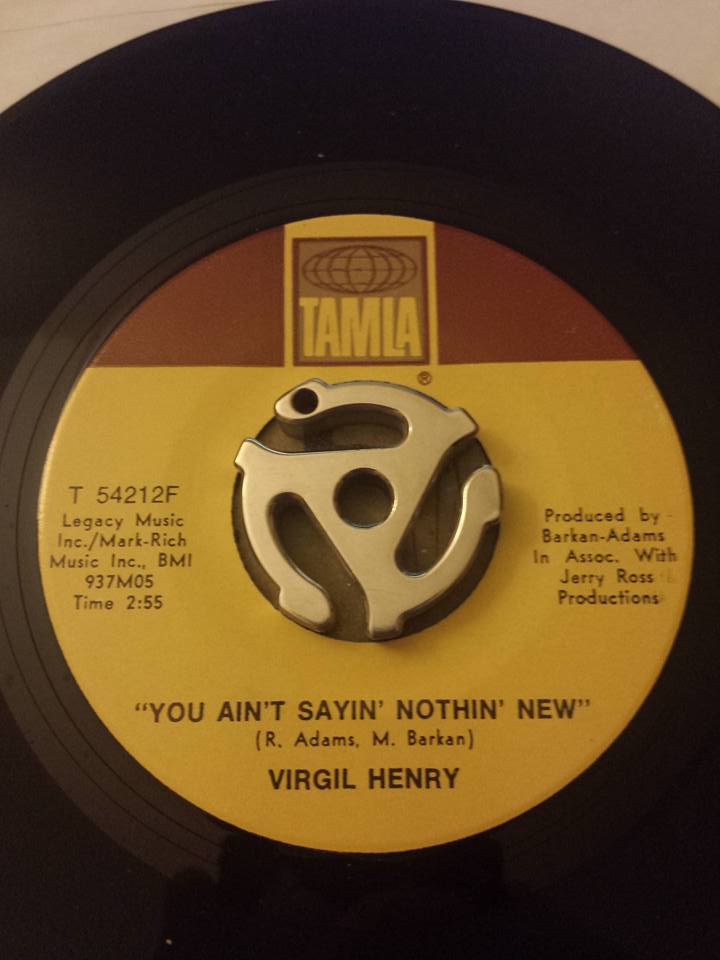 TAMLA
®
T 54212F
Legacy Music
Inc./Mark-Rich
Music Inc., BMI
937M05
Time 2:55
Produced by
Barkan-Adams
In Assoc. With
Jerry Ross
Productions
"YOU AIN'T SAYIN' NOTHIN' NEW"
(R. Adams, M. Barkan)
VIRGIL HENRY